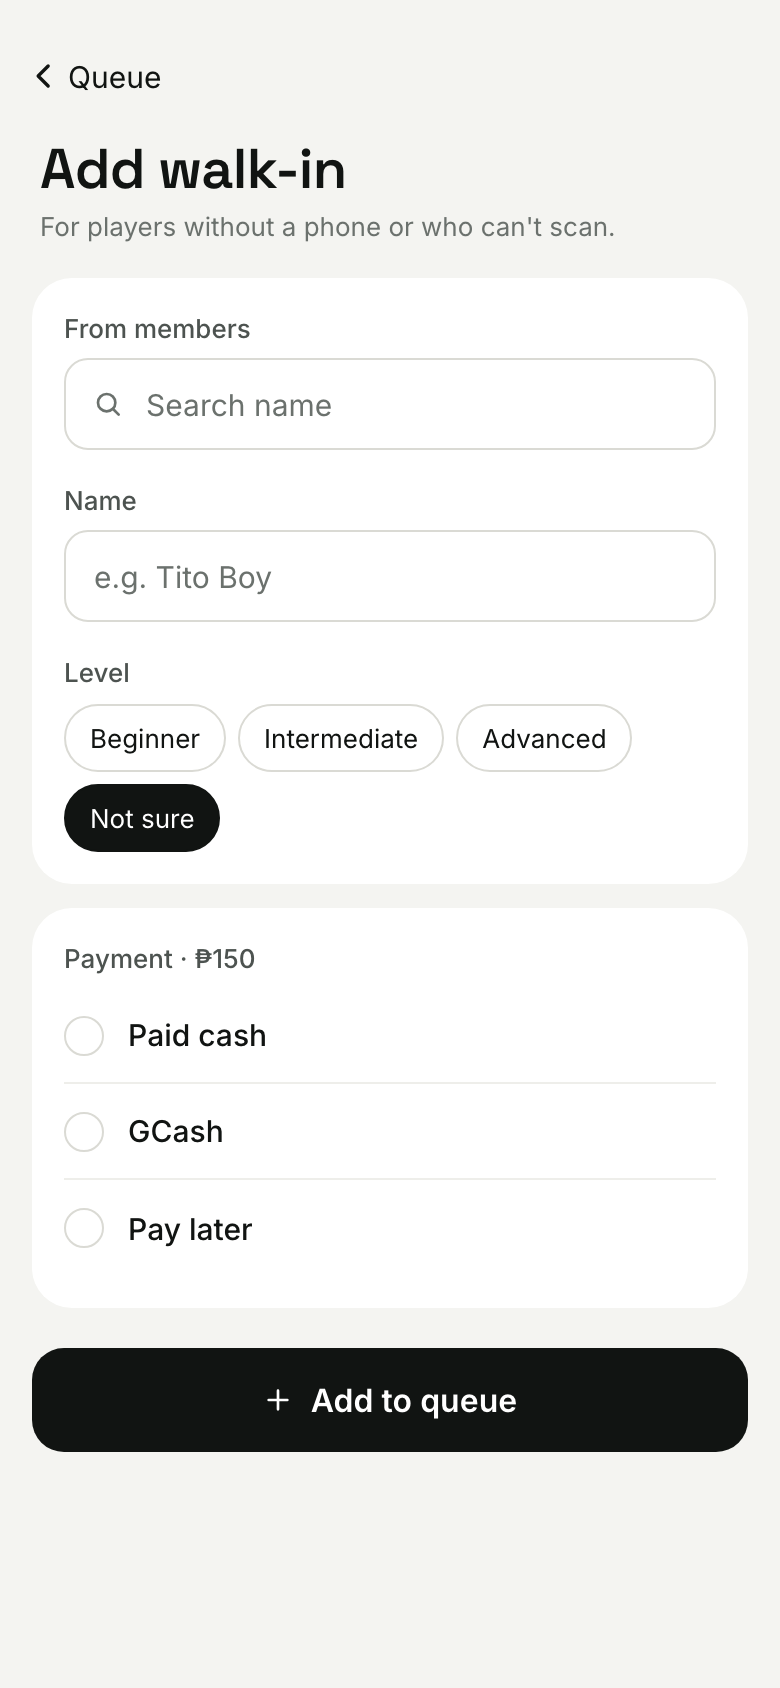 Queue
Add walk-in
For players without a phone or who can't scan.
From members
Search name
Name
e.g. Tito Boy
Level
Beginner Intermediate Advanced
Not sure
Payment · ₱150
Paid cash
GCash
Pay later
+ Add to queue